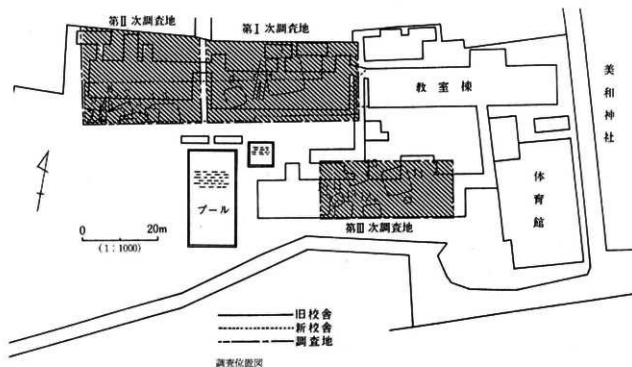 第Ⅱ次調査地
第Ⅰ次調査地
教室棟
美和神社
体育館
プール
第Ⅲ次調査地
0 20m
(1:1000)
旧校舎
新校舎
調査地
調査位置図